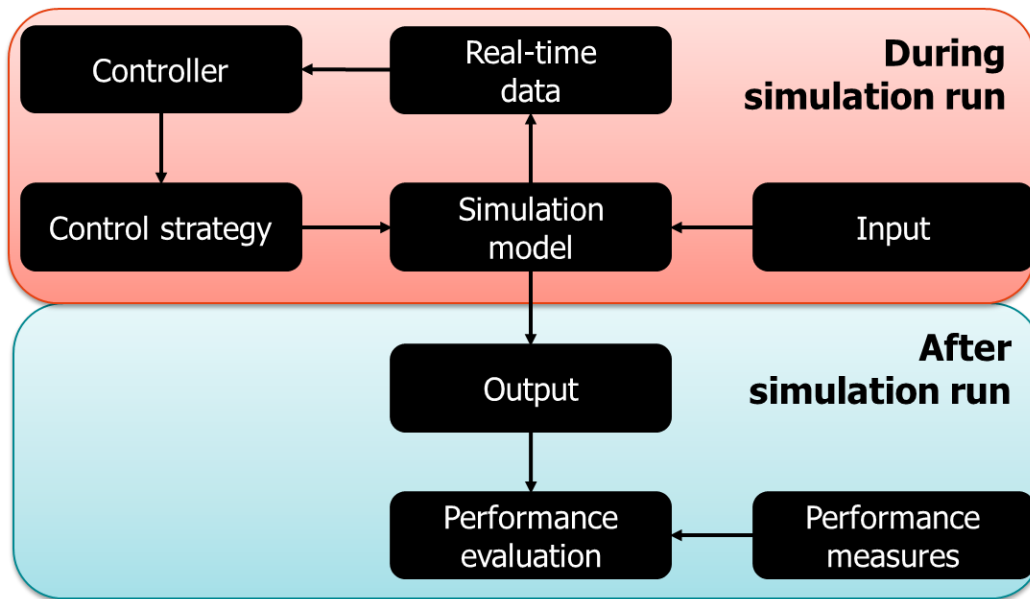 During
simulation run
Controller
Real-time
data
Control strategy
Simulation
model
Input
After
simulation run
Output
Performance
evaluation
Performance
measures